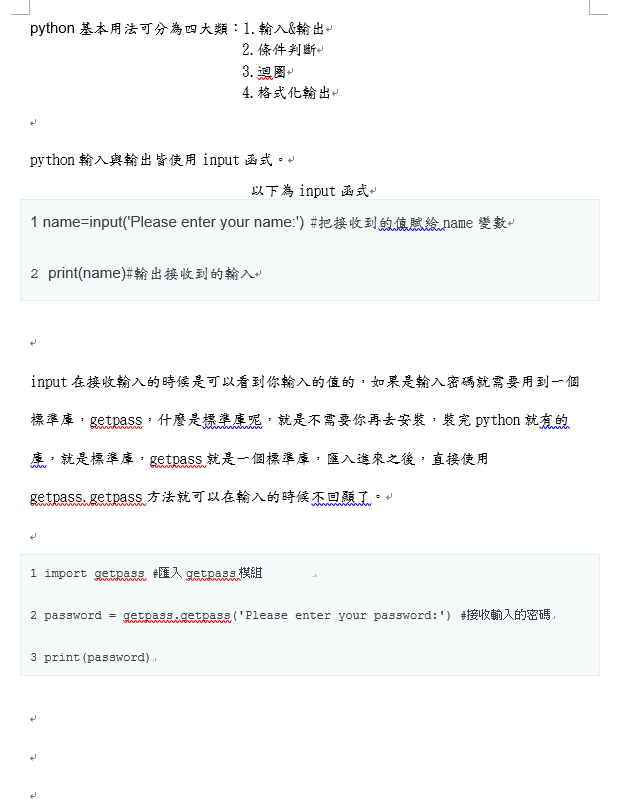 python 基本用法可分為四大類：1.輸入&輸出
2.條件判斷
3.迴圈
4.格式化輸出
python 輸入與輸出皆使用 input 函式。
以下為 input 函式
1 name=input('Please enter your name:') #把接收到的值賦給 name 變數
2 print(name)#輸出接收到的輸入
input 在接收輸入的時候是可以看到你輸入的值的，如果是輸入密碼就需要用到一個
標準庫，getpass，什麼是標準庫呢，就是不需要你再去安裝，裝完 python 就有的
庫，就是標準庫，getpass 就是一個標準庫，匯入進來之後，直接使用
getpass.getpass 方法就可以在輸入的時候不回顯了。
1 import getpass #匯入 getpass 模組
2 password = getpass.getpass('Please enter your password:') #接收輸入的密碼
3 print(password)